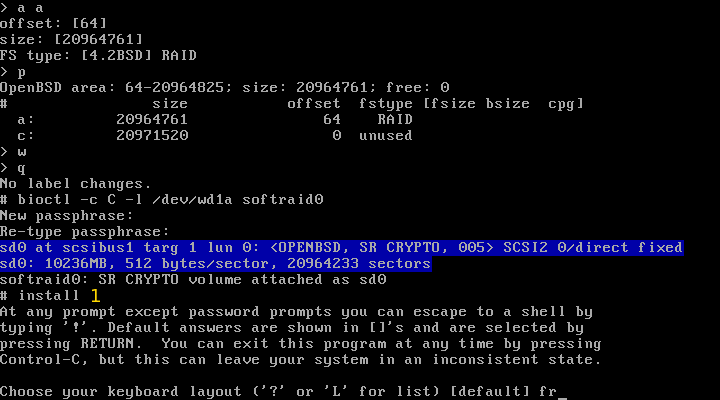 > a a
offset: [64]
size: [20964761]
FS type: [4.2BSD] RAID
> p
OpenBSD area: 64-20964825; size: 20964761; free: 0
#                size           offset  fstype [fsize bsize  cpg]
  a:         20964761               64    RAID
  c:         20971520                0  unused
> w
> q
No label changes.
# bioctl -c C -l /dev/wd1a softraid0
New passphrase:
Re-type passphrase:
sd0 at scsibus1 targ 1 lun 0: <OPENBSD, SR CRYPTO, 005> SCSI2 0/direct fixed
sd0: 10236MB, 512 bytes/sector, 20964233 sectors
softraid0: SR CRYPTO volume attached as sd0
# install 1
At any prompt except password prompts you can escape to a shell by
typing '!'. Default answers are shown in []'s and are selected by
pressing RETURN.  You can exit this program at any time by pressing
Control-C, but this can leave your system in an inconsistent state.

Choose your keyboard layout ('?' or 'L' for list) [default] fr_